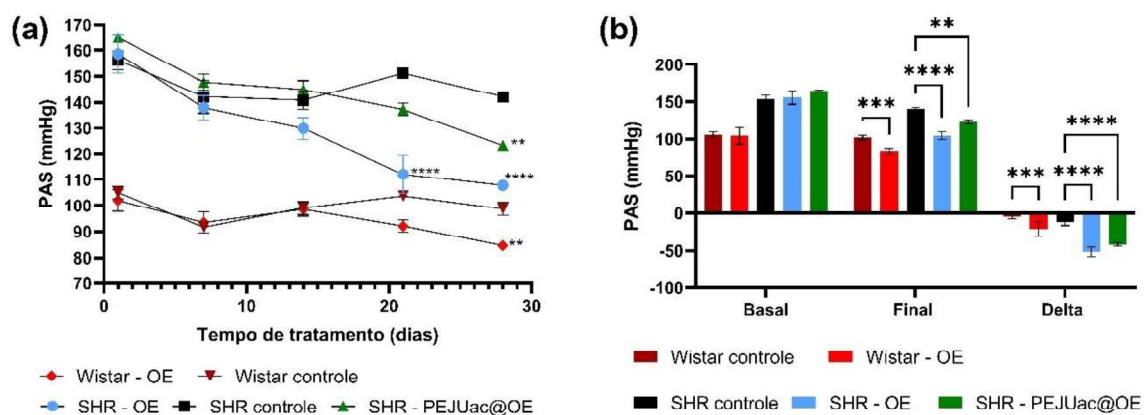 (a)
170
160
150
140
130
120
110
100
90
80
70
PAS (mmHg)
**
****
****
**
0 10 20 30
Tempo de tratamento (dias)
Wistar - OE Wistar controle
SHR - OE SHR controle SHR - PEJUac@OE
(b)
200
150
100
50
0
-50
-100
PAS (mmHg)
**
****
***
****
***
****
Basal Final Delta
Wistar controle Wistar - OE
SHR controle SHR - OE SHR - PEJUac@OE